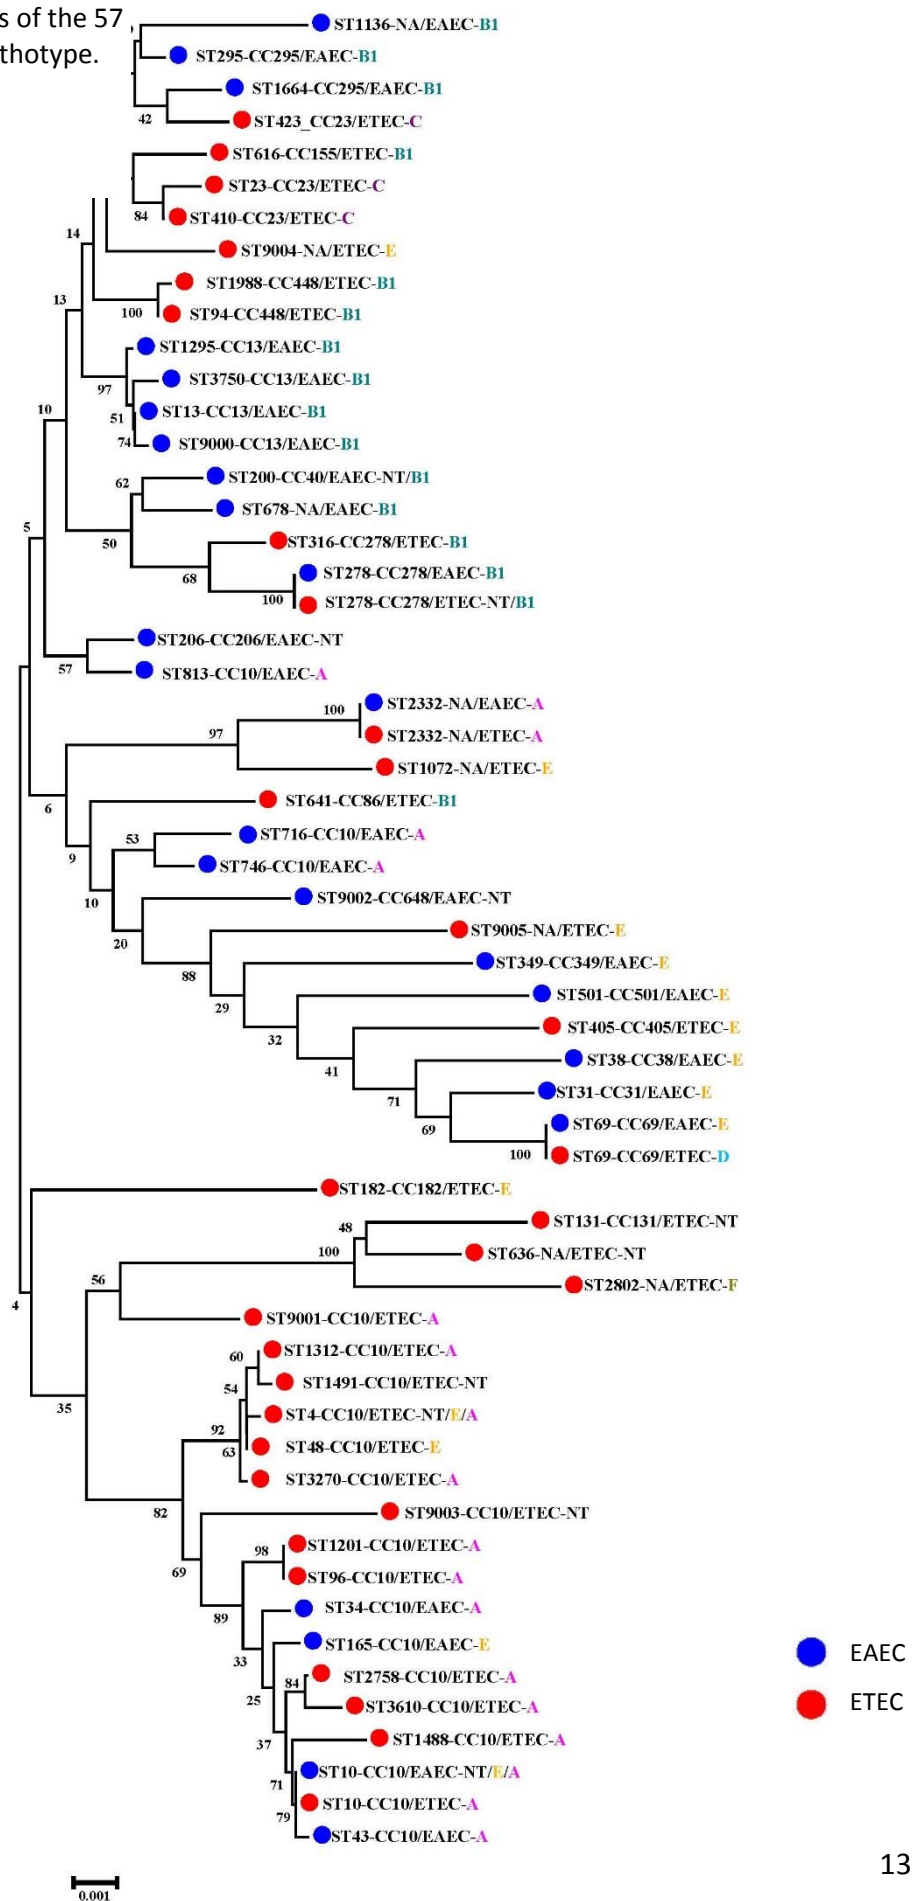 s of the 57
thotype.
ST1136-NA/EAEC-B1
ST295-CC295/EAEC-B1
ST1664-CC295/EAEC-B1
42
ST423_CC23/ETEC-C
ST616-CC155/ETEC-B1
ST23-CC23/ETEC-C
84
ST410-CC23/ETEC-C
14
ST9004-NA/ETEC-E
ST1988-CC448/ETEC-B1
13
100
ST94-CC448/ETEC-B1
ST1295-CC13/EAEC-B1
97
ST3750-CC13/EAEC-B1
10
51
ST13-CC13/EAEC-B1
74
ST9000-CC13/EAEC-B1
62
ST200-CC40/EAEC-NT/B1
ST678-NA/EAEC-B1
5
50
ST316-CC278/ETEC-B1
68
ST278-CC278/EAEC-B1
100
ST278-CC278/ETEC-NT/B1
ST206-CC206/EAEC-NT
57
ST813-CC10/EAEC-A
100
ST2332-NA/EAEC-A
97
ST2332-NA/ETEC-A
ST1072-NA/ETEC-E
6
ST641-CC86/ETEC-B1
53
ST716-CC10/EAEC-A
9
ST746-CC10/EAEC-A
10
ST9002-CC648/EAEC-NT
20
ST9005-NA/ETEC-E
88
ST349-CC349/EAEC-E
29
ST501-CC501/EAEC-E
32
ST405-CC405/ETEC-E
41
ST38-CC38/EAEC-E
71
ST31-CC31/EAEC-E
69
ST69-CC69/EAEC-E
100
ST69-CC69/ETEC-D
ST182-CC182/ETEC-E
48
ST131-CC131/ETEC-NT
100
ST636-NA/ETEC-NT
56
ST2802-NA/ETEC-F
4
ST9001-CC10/ETEC-A
60
ST1312-CC10/ETEC-A
54
ST1491-CC10/ETEC-NT
35
ST4-CC10/ETEC-NT/E/A
92
63
ST48-CC10/ETEC-E
ST3270-CC10/ETEC-A
82
ST9003-CC10/ETEC-NT
98
ST1201-CC10/ETEC-A
69
ST96-CC10/ETEC-A
89
ST34-CC10/EAEC-A
33
ST165-CC10/EAEC-E
84
ST2758-CC10/ETEC-A
25
ST3610-CC10/ETEC-A
37
ST1488-CC10/ETEC-A
71
ST10-CC10/EAEC-NT/E/A
ST10-CC10/ETEC-A
79
ST43-CC10/EAEC-A
EAEC
ETEC
13
0.001